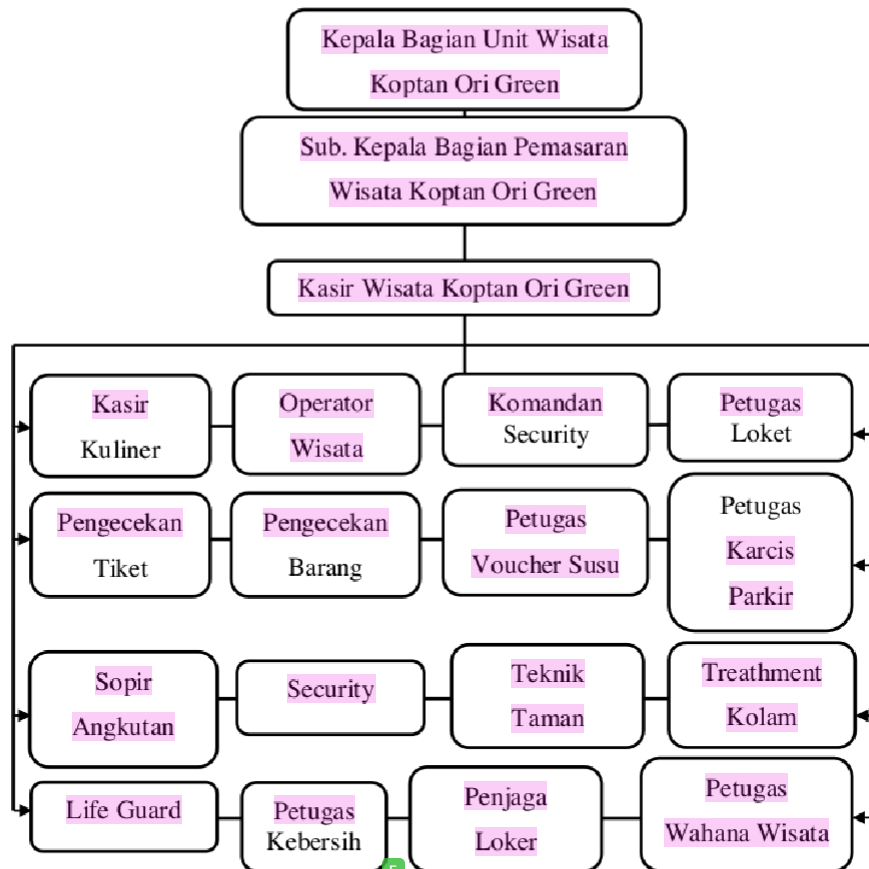 Kepala Bagian Unit Wisata
Koptan Ori Green
Sub. Kepala Bagian Pemasaran
Wisata Koptan Ori Green
Kasir Wisata Koptan Ori Green
Kasir
Kuliner
Operator
Wisata
Komandan
Security
Petugas
Loket
Pengecekan
Tiket
Pengecekan
Barang
Petugas
Voucher Susu
Petugas
Karcis
Parkir
Sopir
Angkutan
Security
Teknik
Taman
Treathment
Kolam
Life Guard
Petugas
Kebersih
Penjaga
Loker
Petugas
Wahana Wisata